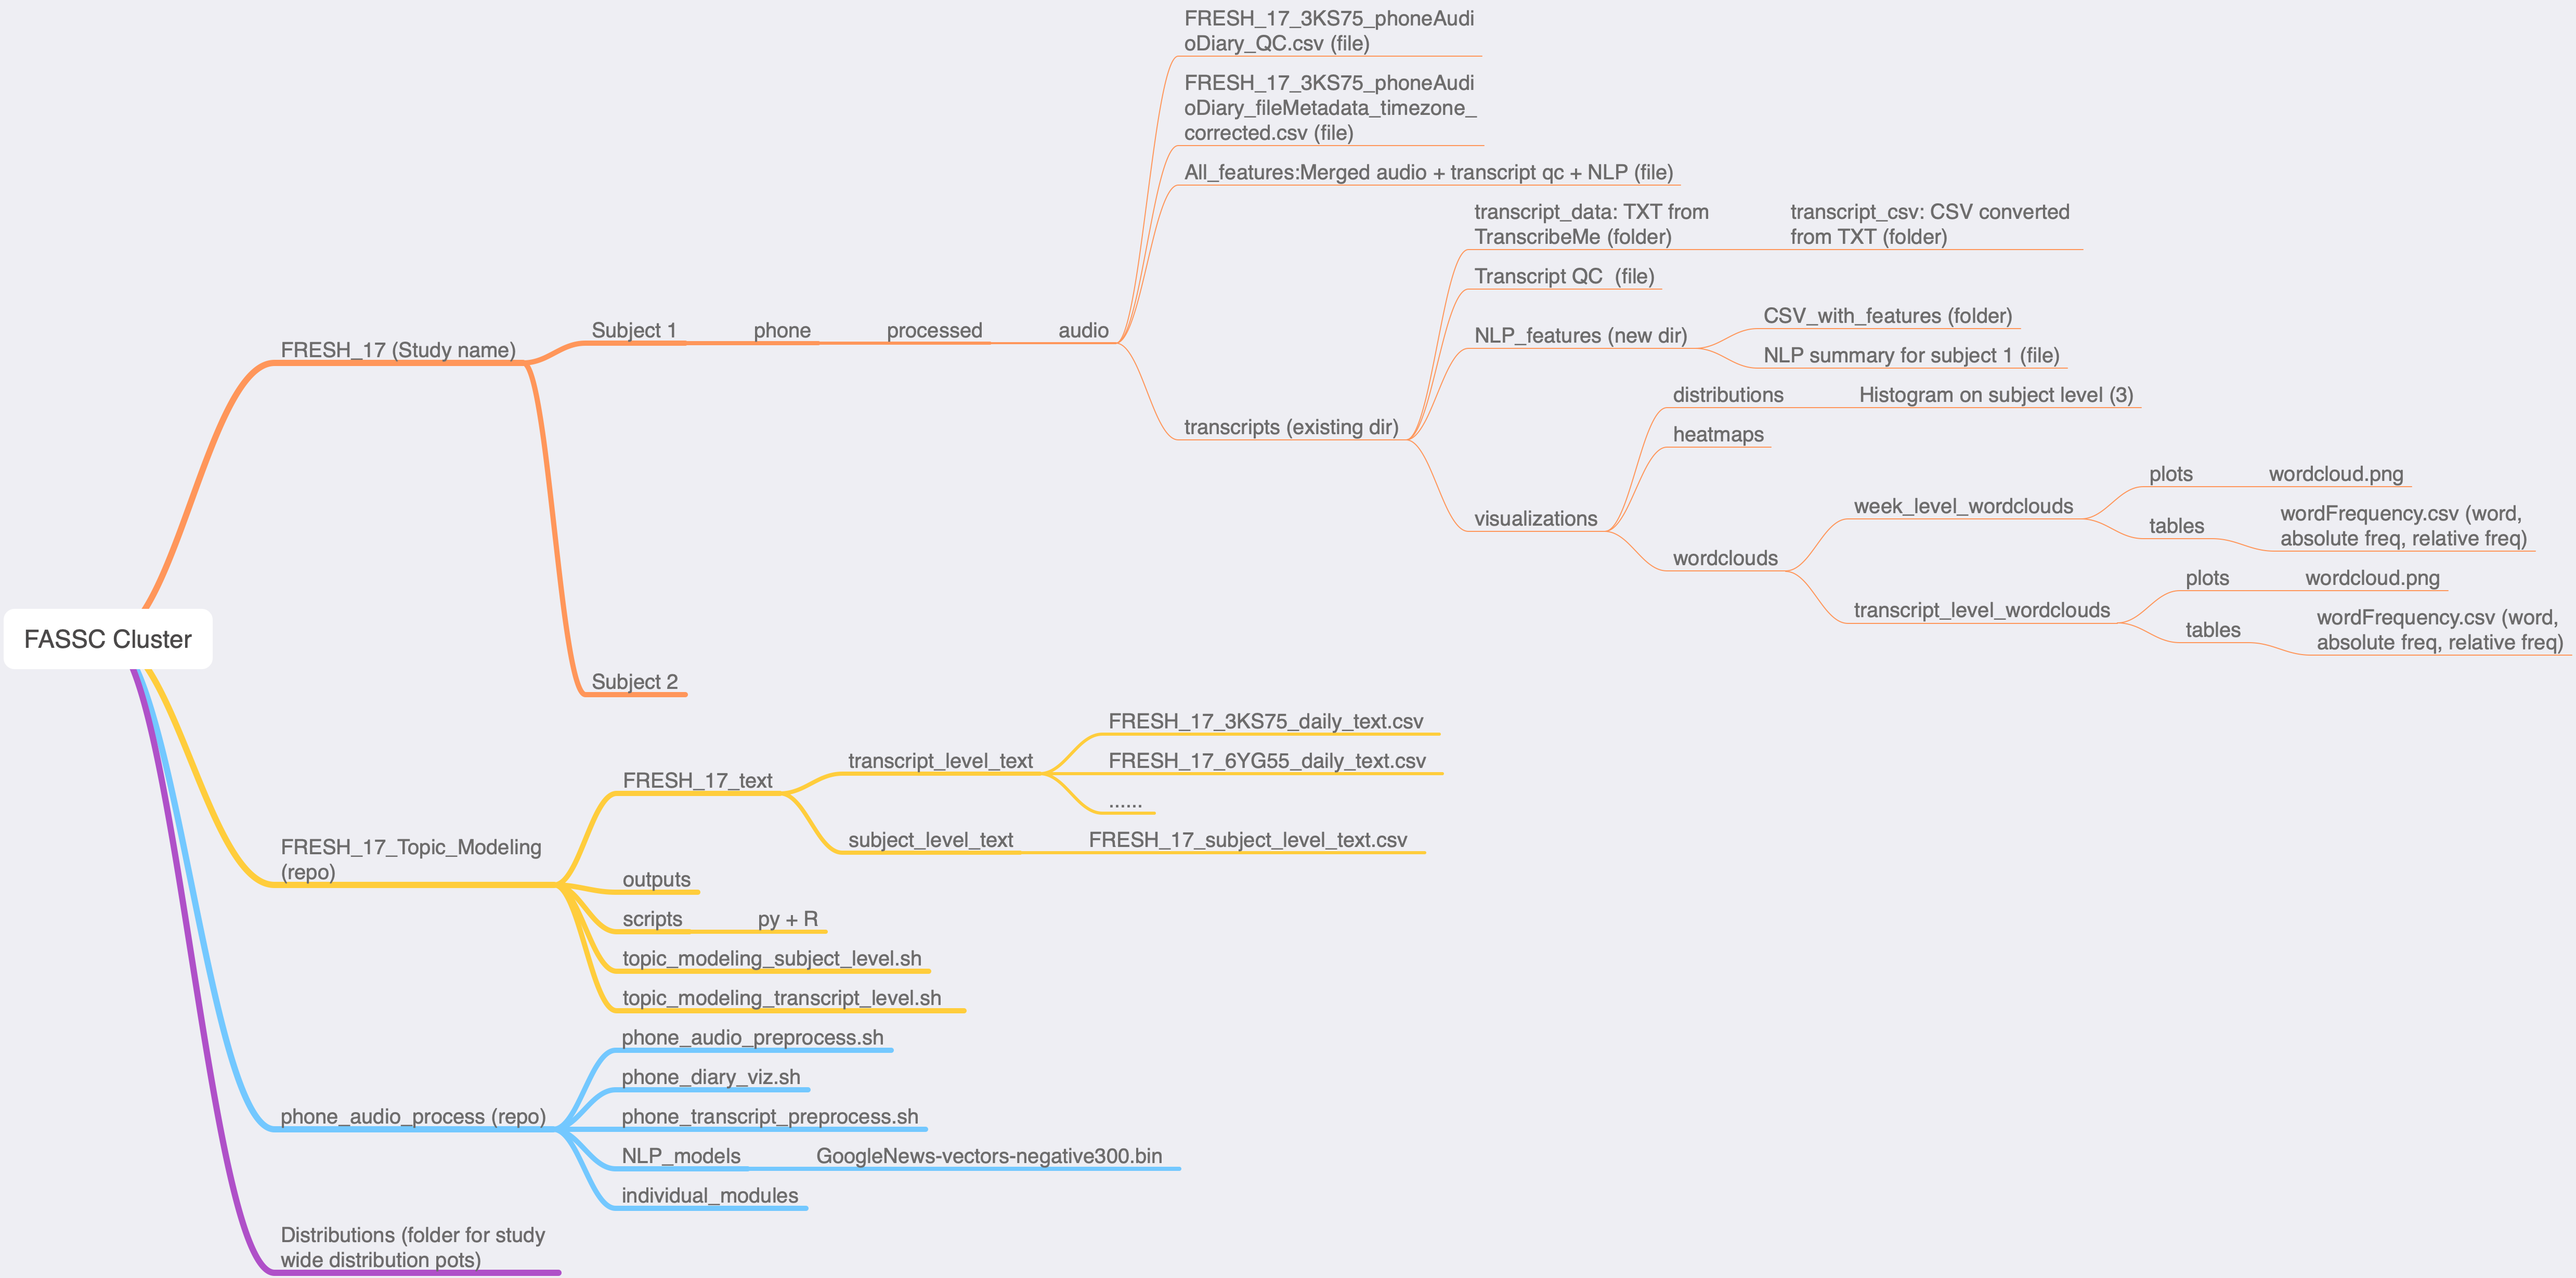 FASSC Cluster
FRESH_17 (Study name)
Subject 1
phone
processed
audio
FRESH_17_3KS75_phoneAudi
oDiary_QC.csv (file)
FRESH_17_3KS75_phoneAudi
oDiary_fileMetadata_timezone_
corrected.csv (file)
All_features:Merged audio + transcript qc + NLP (file)
transcripts (existing dir)
transcript_data: TXT from
TranscribeMe (folder)
transcript_csv: CSV converted
from TXT (folder)
Transcript QC  (file)
NLP_features (new dir)
CSV_with_features (folder)
NLP summary for subject 1 (file)
visualizations
distributions
Histogram on subject level (3)
heatmaps
wordclouds
week_level_wordclouds
plots
wordcloud.png
tables
wordFrequency.csv (word,
absolute freq, relative freq)
transcript_level_wordclouds
plots
wordcloud.png
tables
wordFrequency.csv (word,
absolute freq, relative freq)
Subject 2
FRESH_17_Topic_Modeling
(repo)
FRESH_17_text
transcript_level_text
FRESH_17_3KS75_daily_text.csv
FRESH_17_6YG55_daily_text.csv
......
subject_level_text
FRESH_17_subject_level_text.csv
outputs
scripts
py + R
topic_modeling_subject_level.sh
topic_modeling_transcript_level.sh
phone_audio_process (repo)
phone_audio_preprocess.sh
phone_diary_viz.sh
phone_transcript_preprocess.sh
NLP_models
GoogleNews-vectors-negative300.bin
individual_modules
Distributions (folder for study
wide distribution pots)